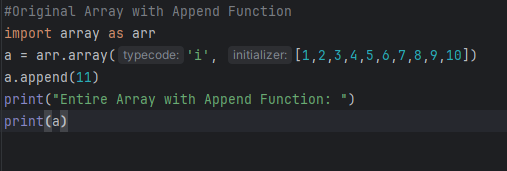 #Original Array with Append Function
import array as arr
a = arr.array( typecode: 'i', initializer: [1,2,3,4,5,6,7,8,9,10])
a.append(11)
print("Entire Array with Append Function: ")
print(a)